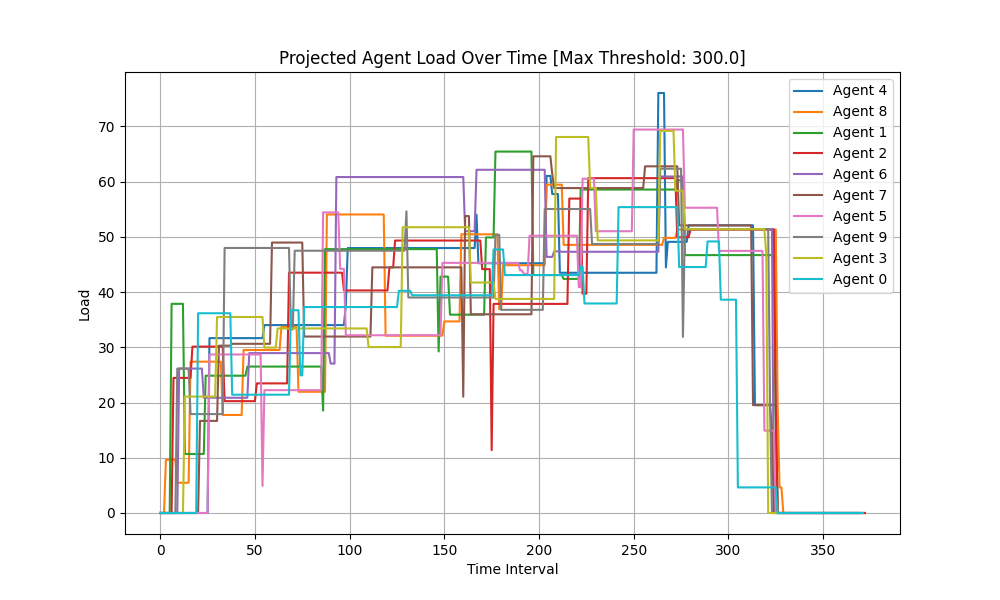 Projected Agent Load Over Time [Max Threshold: 300.0]
Load
70
60
50
40
30
20
10
0
0 50 100 150 200 250 300 350
Time Interval
Agent 4
Agent 8
Agent 1
Agent 2
Agent 6
Agent 7
Agent 5
Agent 9
Agent 3
Agent 0